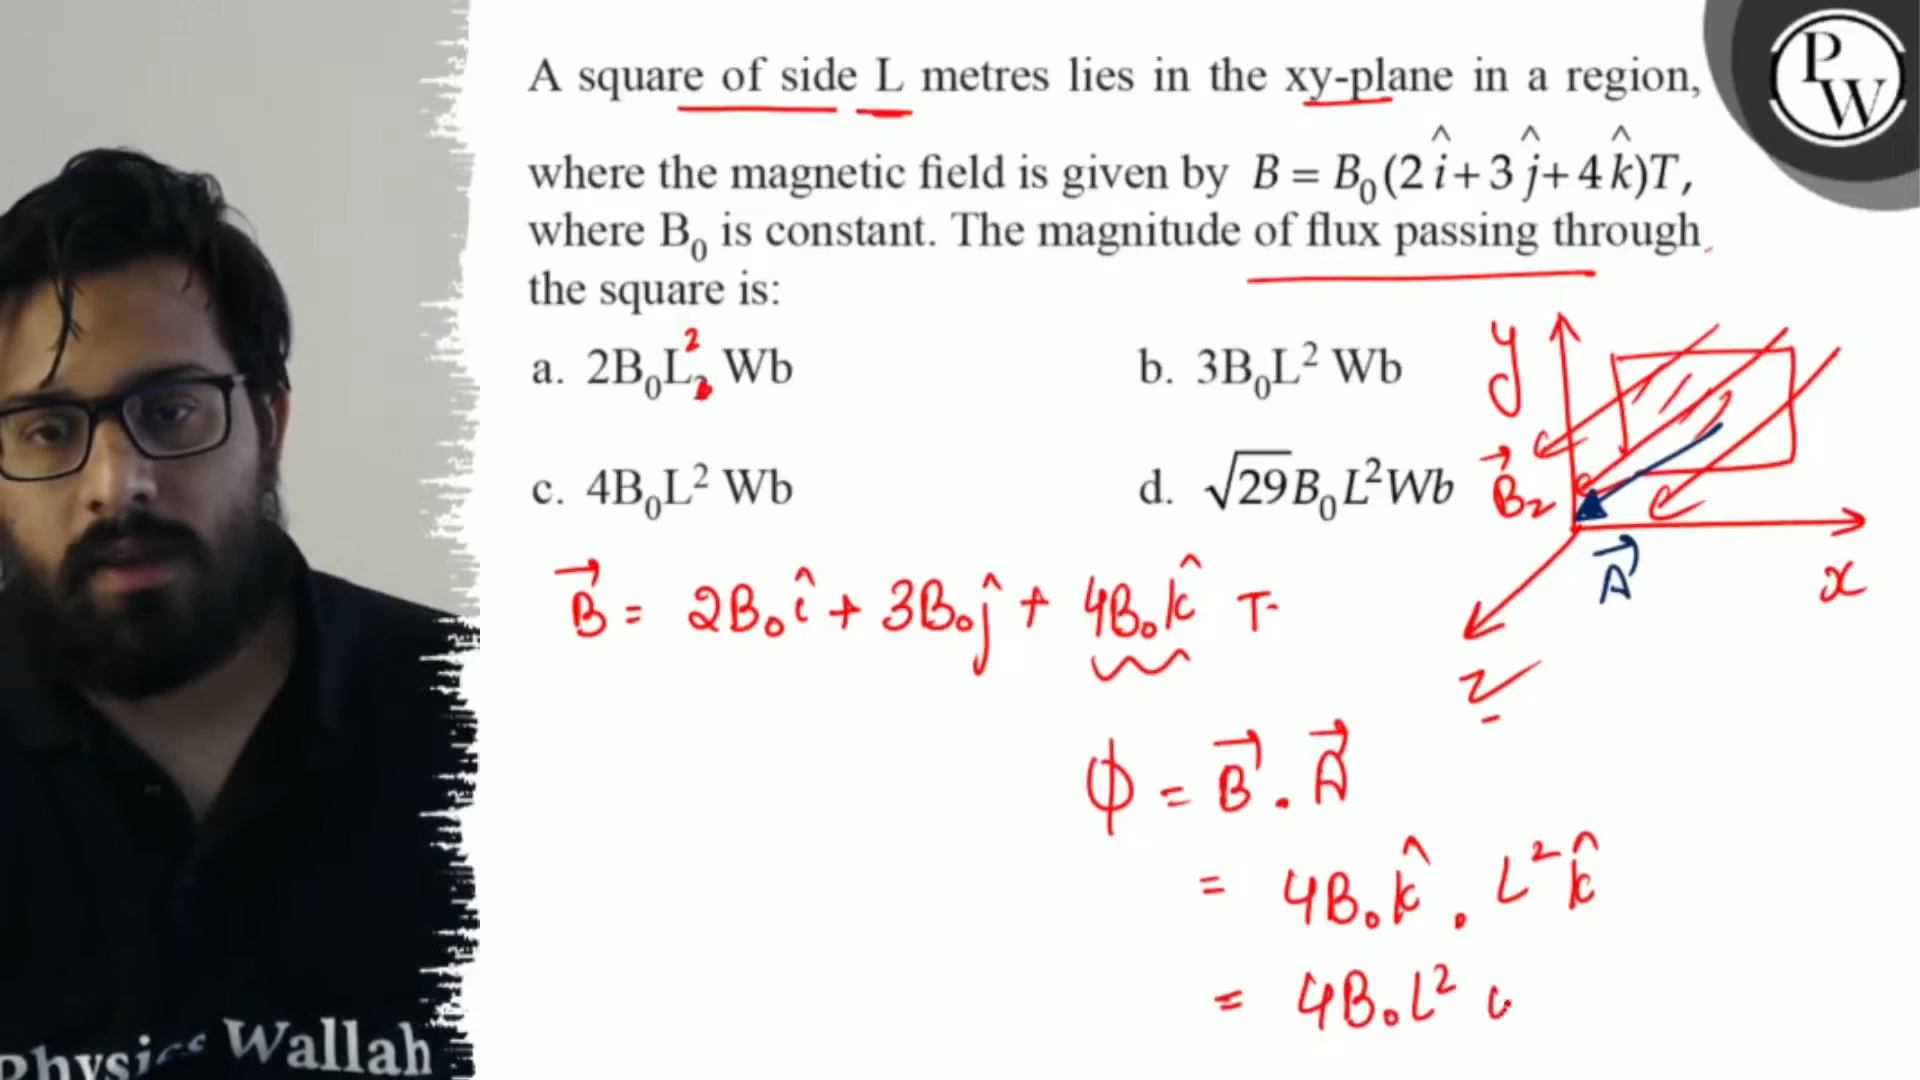 A square of side L metres lies in the xy-plane in a region,
where the magnetic field is given by B = B₀(2î+3ĵ+4k̂)T,
where B₀ is constant. The magnitude of flux passing through
the square is:
a. 2B₀L²₂ Wb
b. 3B₀L² Wb
c. 4B₀L² Wb
d. √29B₀L²Wb
y
B⃗z
A⃗
x
z
B⃗ = 2B₀î + 3B₀ĵ + 4B₀k̂ T
ϕ = B⃗ . A⃗
= 4B₀k̂ . L²k̂
= 4B₀L²
PW
Physics Wallah